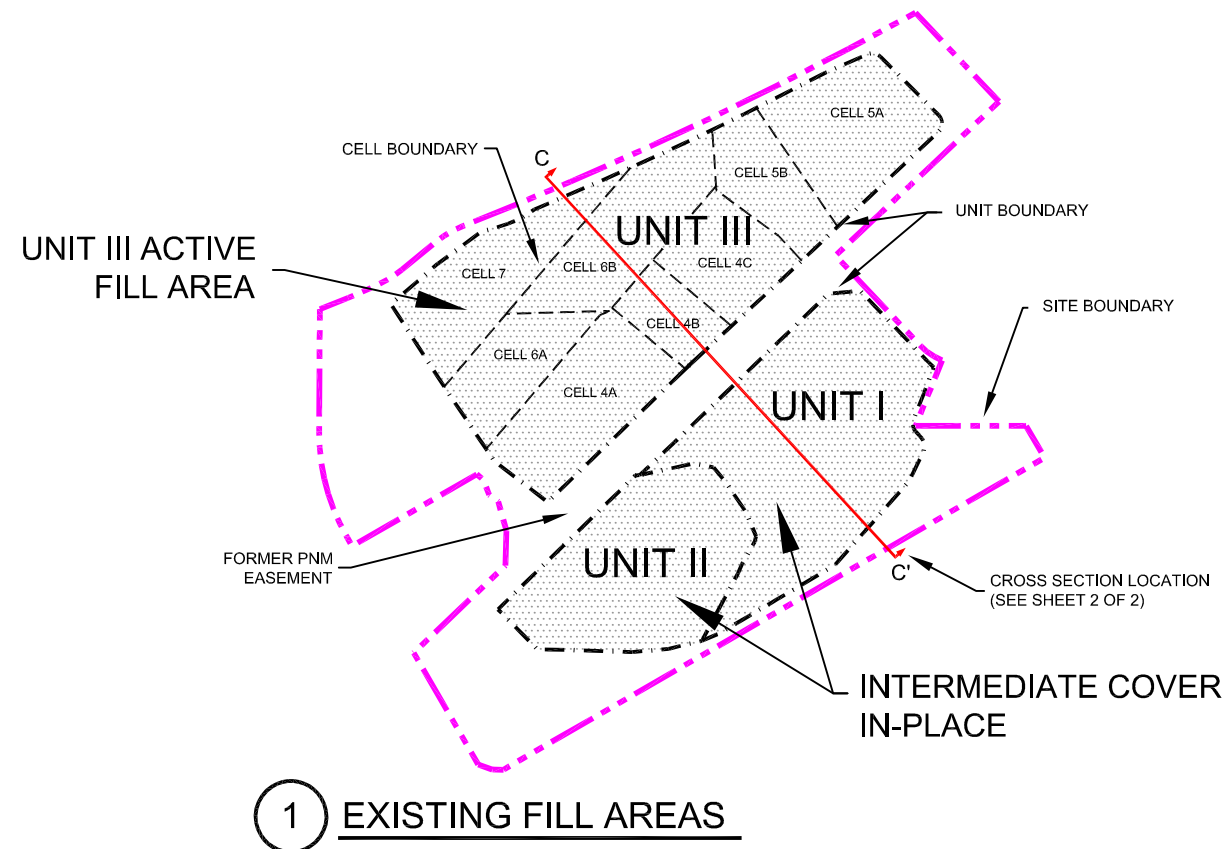 CELL 5A
CELL BOUNDARY
C
CELL 5B
UNIT BOUNDARY
UNIT III
UNIT III ACTIVE
FILL AREA
CELL 7
CELL 6B
CELL 4C
SITE BOUNDARY
CELL 4B
CELL 6A
CELL 4A
UNIT I
FORMER PNM
EASEMENT
UNIT II
C'
CROSS SECTION LOCATION
(SEE SHEET 2 OF 2)
INTERMEDIATE COVER
IN-PLACE
1 EXISTING FILL AREAS